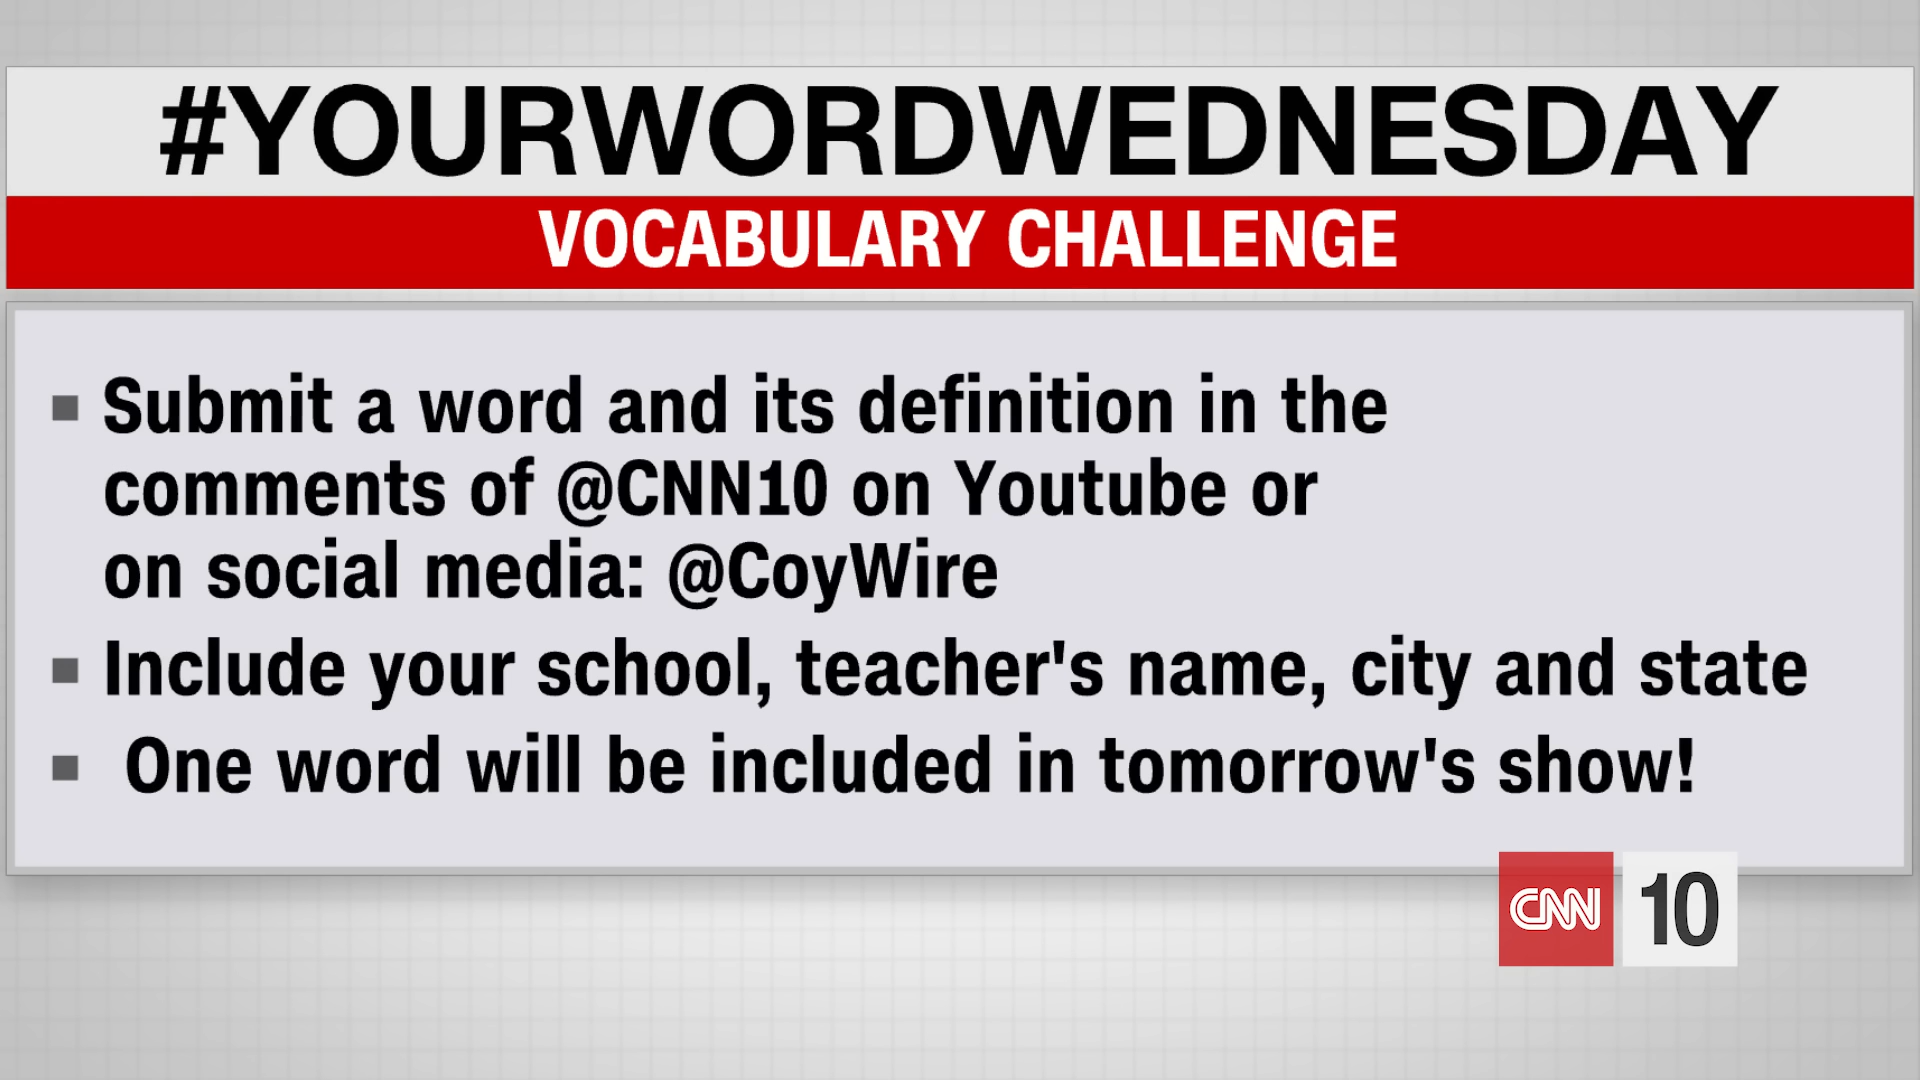 #YOURWORDWEDNESDAY
VOCABULARY CHALLENGE
▪ Submit a word and its definition in the
comments of @CNN10 on Youtube or
on social media: @CoyWire
▪ Include your school, teacher's name, city and state
▪ One word will be included in tomorrow's show!
CNN 10